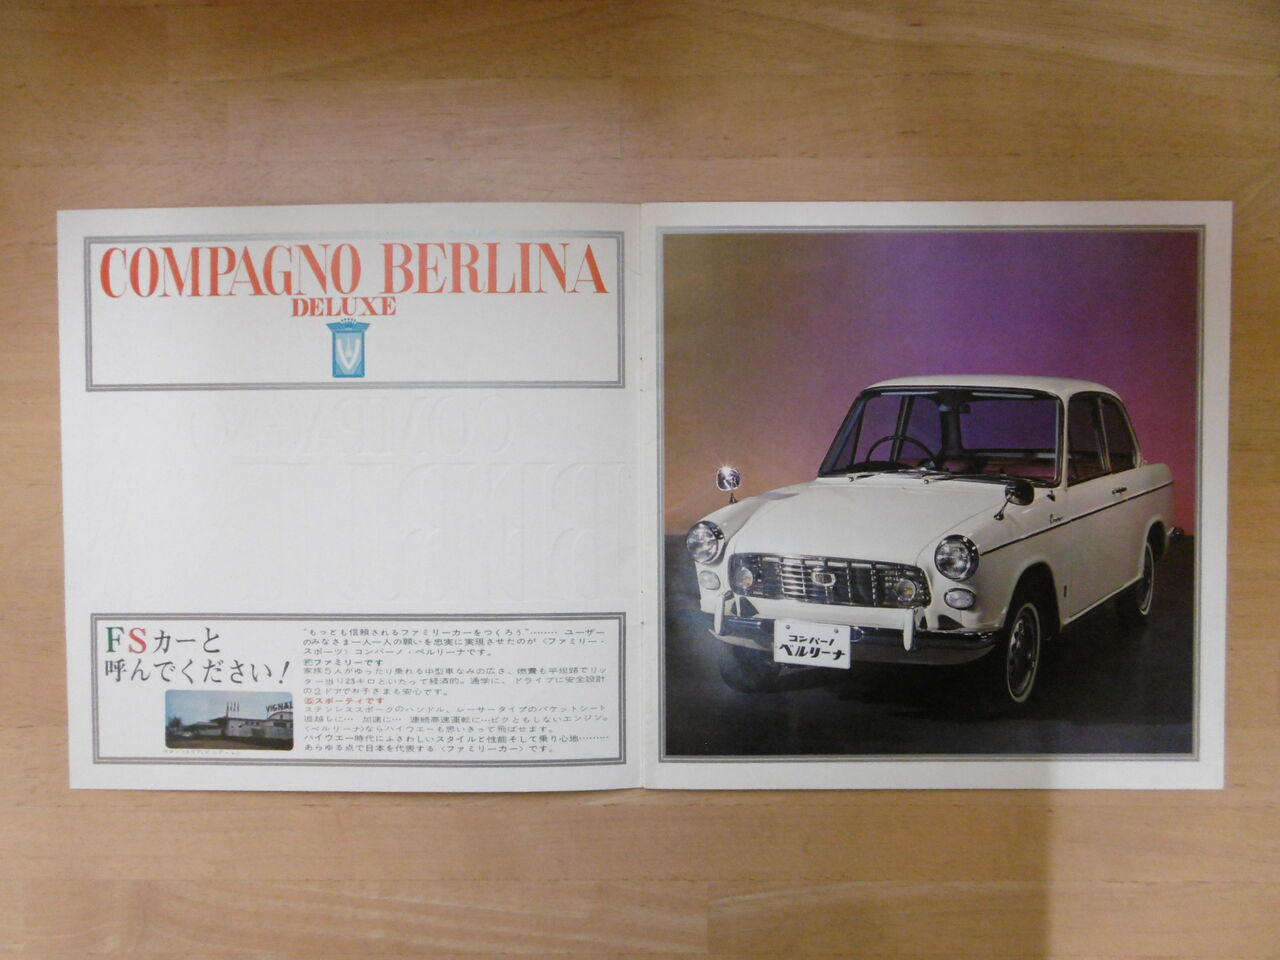 COMPAGNO BERLINA
DELUXE
V
FSカーと
呼んでください!
VIGNAL
"もっとも信頼されるファミリーカーをつくろう"……… ユーザー
のみなさま一人一人の願いを忠実に実現させたのが〈ファミリー・
スポーツ〉コンパーノ・ベルリーナです。
Ⓕファミリーです
家族5人がゆったり乗れる中型車なみの広さ、燃費も平坦路でリッ
ター当り23キロといたって経済的。通学に、ドライブに安全設計
の2ドアでお子さまも安心です。
Ⓢスポーティです
ステンレススポークのハンドル、レーサータイプのバケットシート
追越しに… 加速に… 連続高速運転に…ビクともしないエンジン。
〈ベルリーナ〉ならハイウエーも思いきって飛ばせます。
ハイウエー時代にふさわしいスタイルと性能そして乗り心地………
あらゆる点で日本を代表する〈ファミリーカー〉です。
コンパーノ
ベルリーナ
COMPAGNO